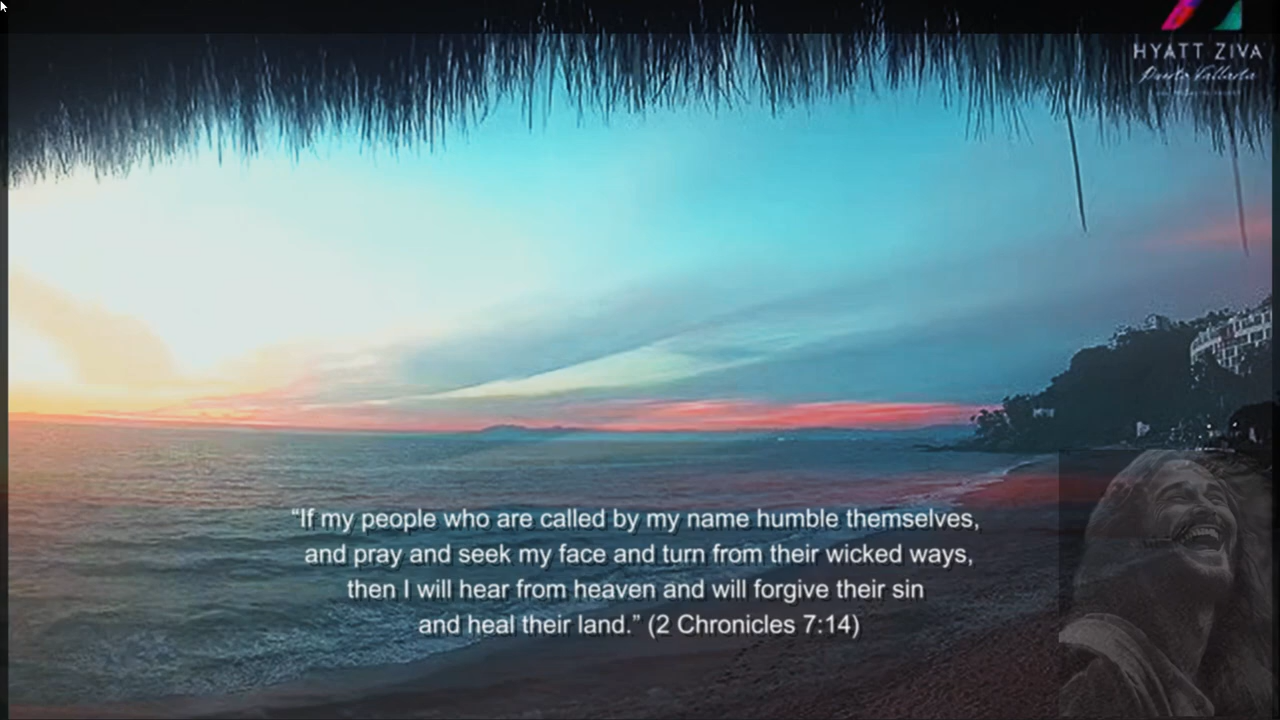 HYATT ZIVA
Puerto Vallarta
“If my people who are called by my name humble themselves,
and pray and seek my face and turn from their wicked ways,
then I will hear from heaven and will forgive their sin
and heal their land.” (2 Chronicles 7:14)